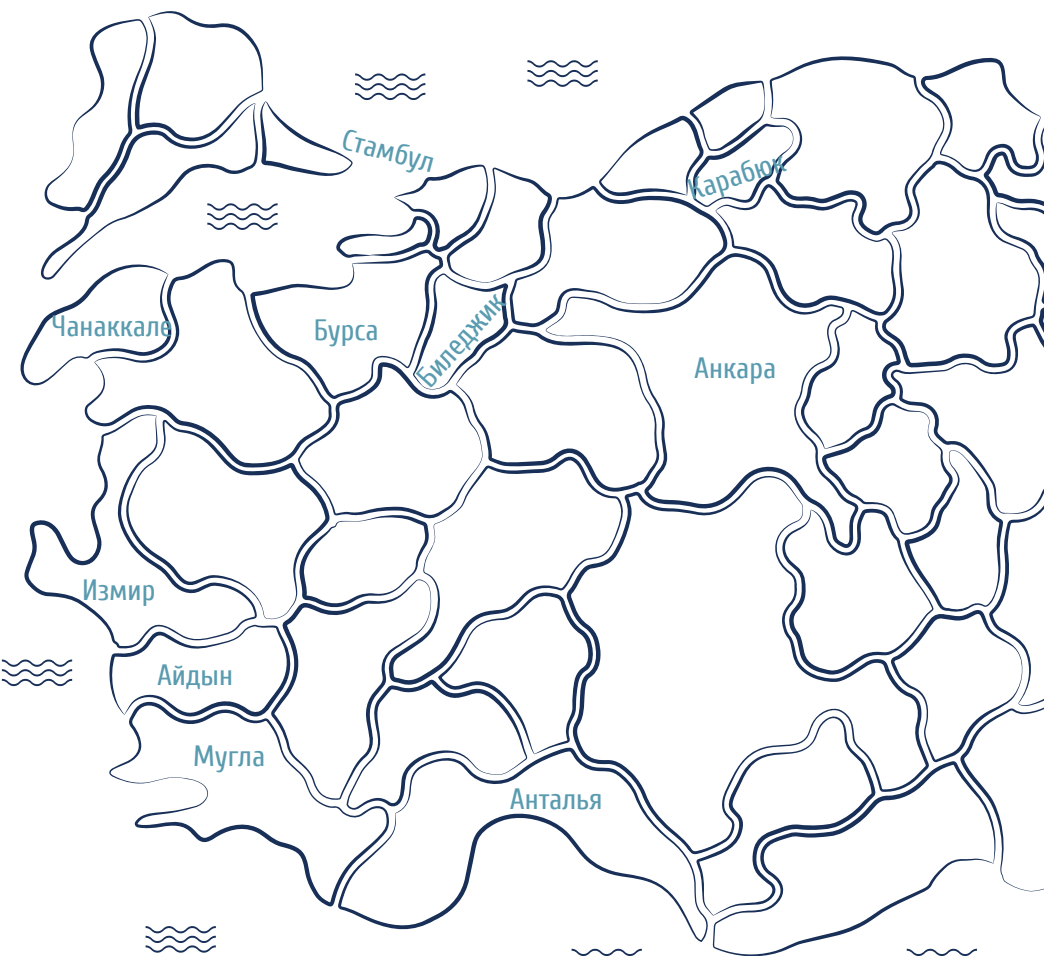 Стамбул
Карабюк
Чанаккале
Бурса
Биледжик
Анкара
Измир
Айдын
Мугла
Анталья